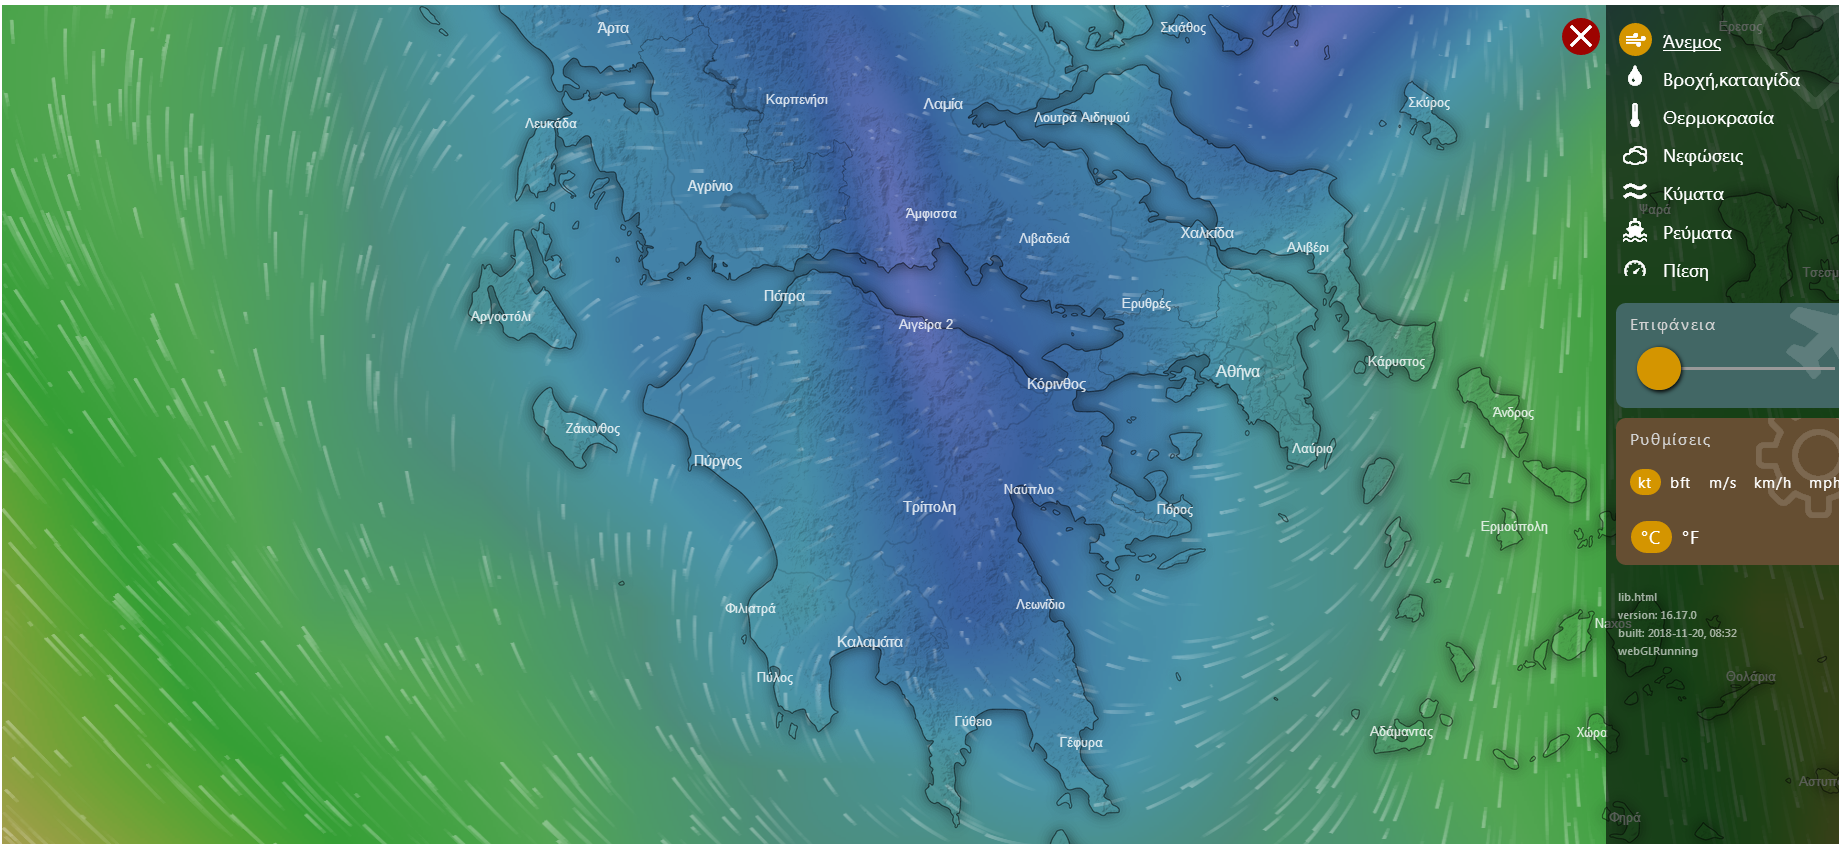 Άρτα
Σκιάθος
Ερεσος
Άνεμος
Καρπενήσι
Λαμία
Σκύρος
Βροχή,καταιγίδα
Λευκάδα
Λουτρά Αιδηψού
Θερμοκρασία
Νεφώσεις
Αγρίνιο
Κύματα
Άμφισσα
Ψαρά
Λιβαδειά
Χαλκίδα
Αλιβέρι
Ρεύματα
Πίεση
Τσεσμ
Πάτρα
Ερυθρές
Αργοστόλι
Αιγείρα 2
Επιφάνεια
Κάρυστος
Αθήνα
Κόρινθος
Άνδρος
Ζάκυνθος
Ρυθμίσεις
Λαύριο
Πύργος
kt bft m/s km/h mph
Ναύπλιο
Τρίπολη
Πόρος
Ερμούπολη
°C °F
lib.html
Φιλιατρά
Λεωνίδιο
version: 16.17.0
Naxos
built: 2018-11-20, 08:32
Καλαμάτα
webGLRunning
Πύλος
Θολάρια
Γύθειο
Αδάμαντας
Χώρα
Γέφυρα
Αστυπ
Φηρά